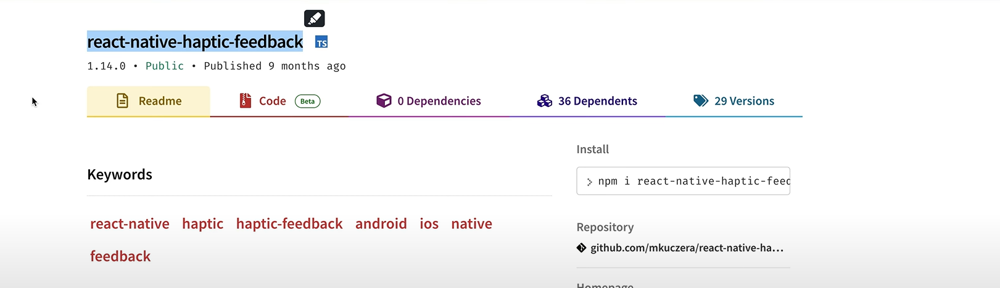 react-native-haptic-feedback TS
1.14.0 • Public • Published 9 months ago
Readme
Code Beta
0 Dependencies
36 Dependents
29 Versions
Install
Keywords
npm i react-native-haptic-feed
react-native haptic haptic-feedback android ios native
feedback
Repository
github.com/mkuczera/react-native-ha...
Homepage